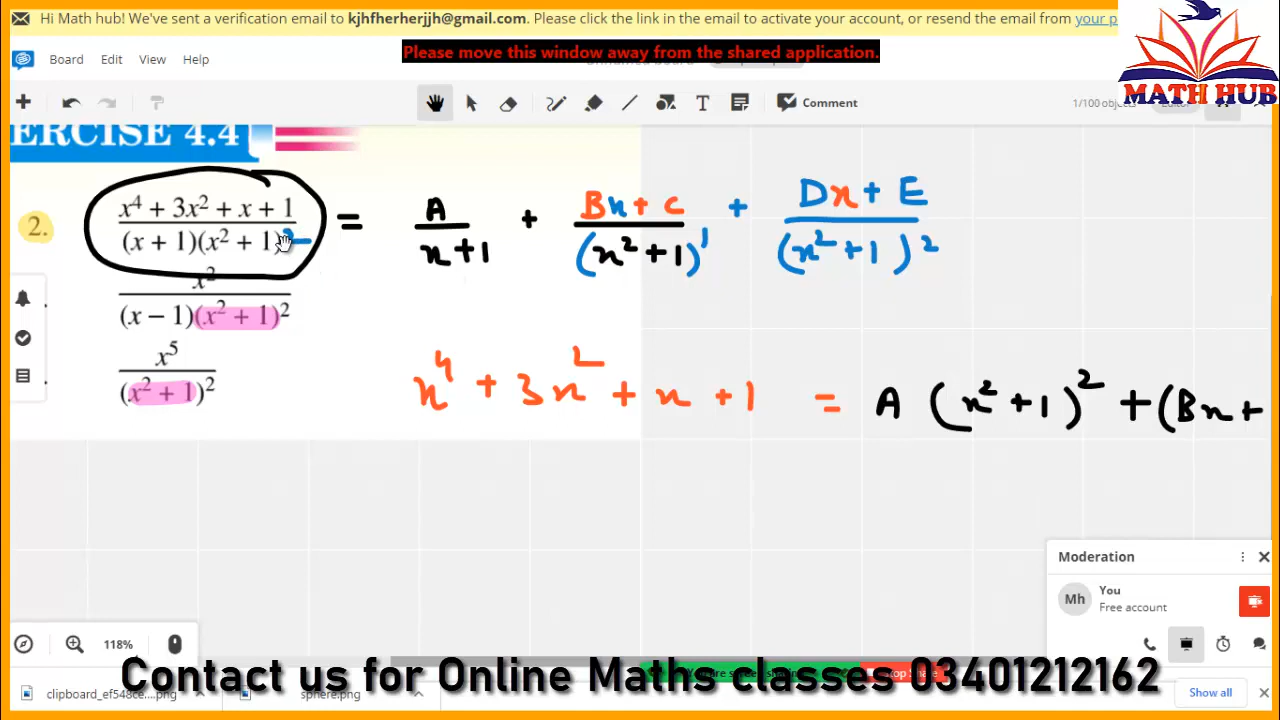 Hi Math hub! We've sent a verification email to kjhfherherjjh@gmail.com. Please click the link in the email to activate your account, or resend the email from your p
Board Edit View Help
Please move this window away from the shared application.
MATH HUB
Comment
1/100 objects
ERCISE 4.4
2. x⁴ + 3x² + x + 1 / (x + 1)(x² + 1)² = A / x+1 + Bx + C / (x²+1)¹ + Dx + E / (x²+1)²
x² / (x − 1)(x² + 1)²
x⁵ / (x² + 1)²
x⁴ + 3x² + x + 1 = A (x²+1)² + (Bx +
Moderation
Mh You
Free account
118%
Contact us for Online Maths classes 03401212162
clipboard_ef548ce....png
sphere.png
Stop Share
Show all